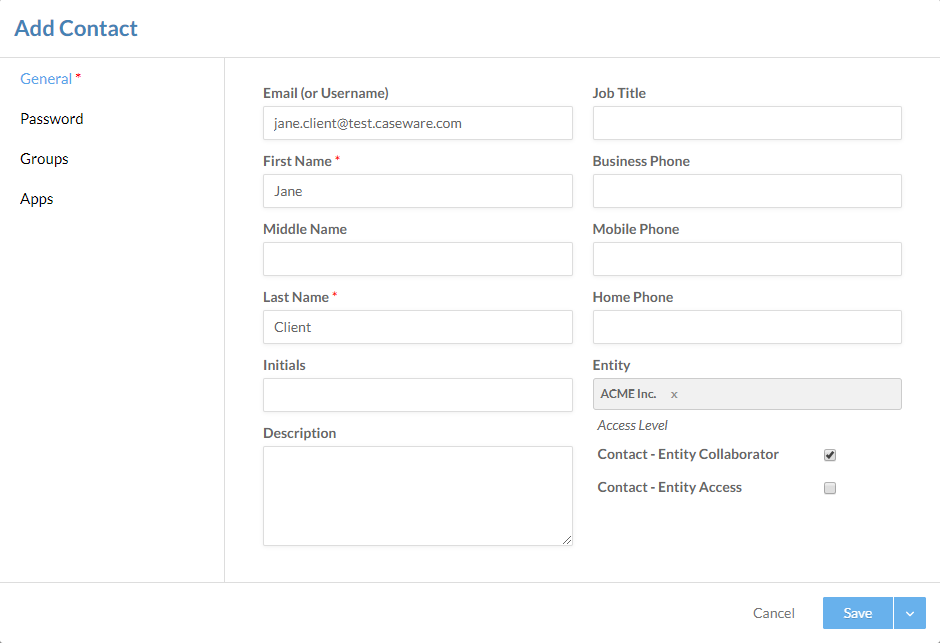 Add Contact
General *
Password
Groups
Apps
Email (or Username)
jane.client@test.caseware.com
First Name *
Jane
Middle Name
Last Name *
Client
Initials
Description
Job Title
Business Phone
Mobile Phone
Home Phone
Entity
ACME Inc. x
Access Level
Contact - Entity Collaborator
Contact - Entity Access
Cancel
Save